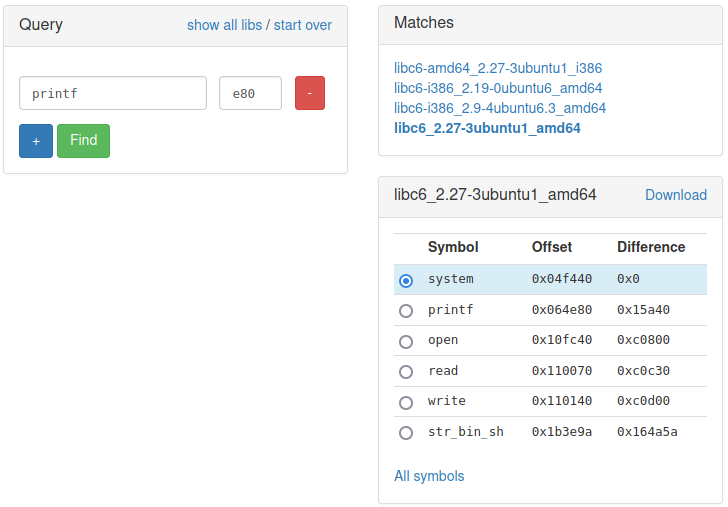 Query show all libs / start over
printf e80 -
+ Find
Matches
libc6-amd64_2.27-3ubuntu1_i386
libc6-i386_2.19-0ubuntu6_amd64
libc6-i386_2.9-4ubuntu6.3_amd64
libc6_2.27-3ubuntu1_amd64
libc6_2.27-3ubuntu1_amd64 Download
Symbol Offset Difference
system 0x04f440 0x0
printf 0x064e80 0x15a40
open 0x10fc40 0xc0800
read 0x110070 0xc0c30
write 0x110140 0xc0d00
str_bin_sh 0x1b3e9a 0x164a5a
All symbols